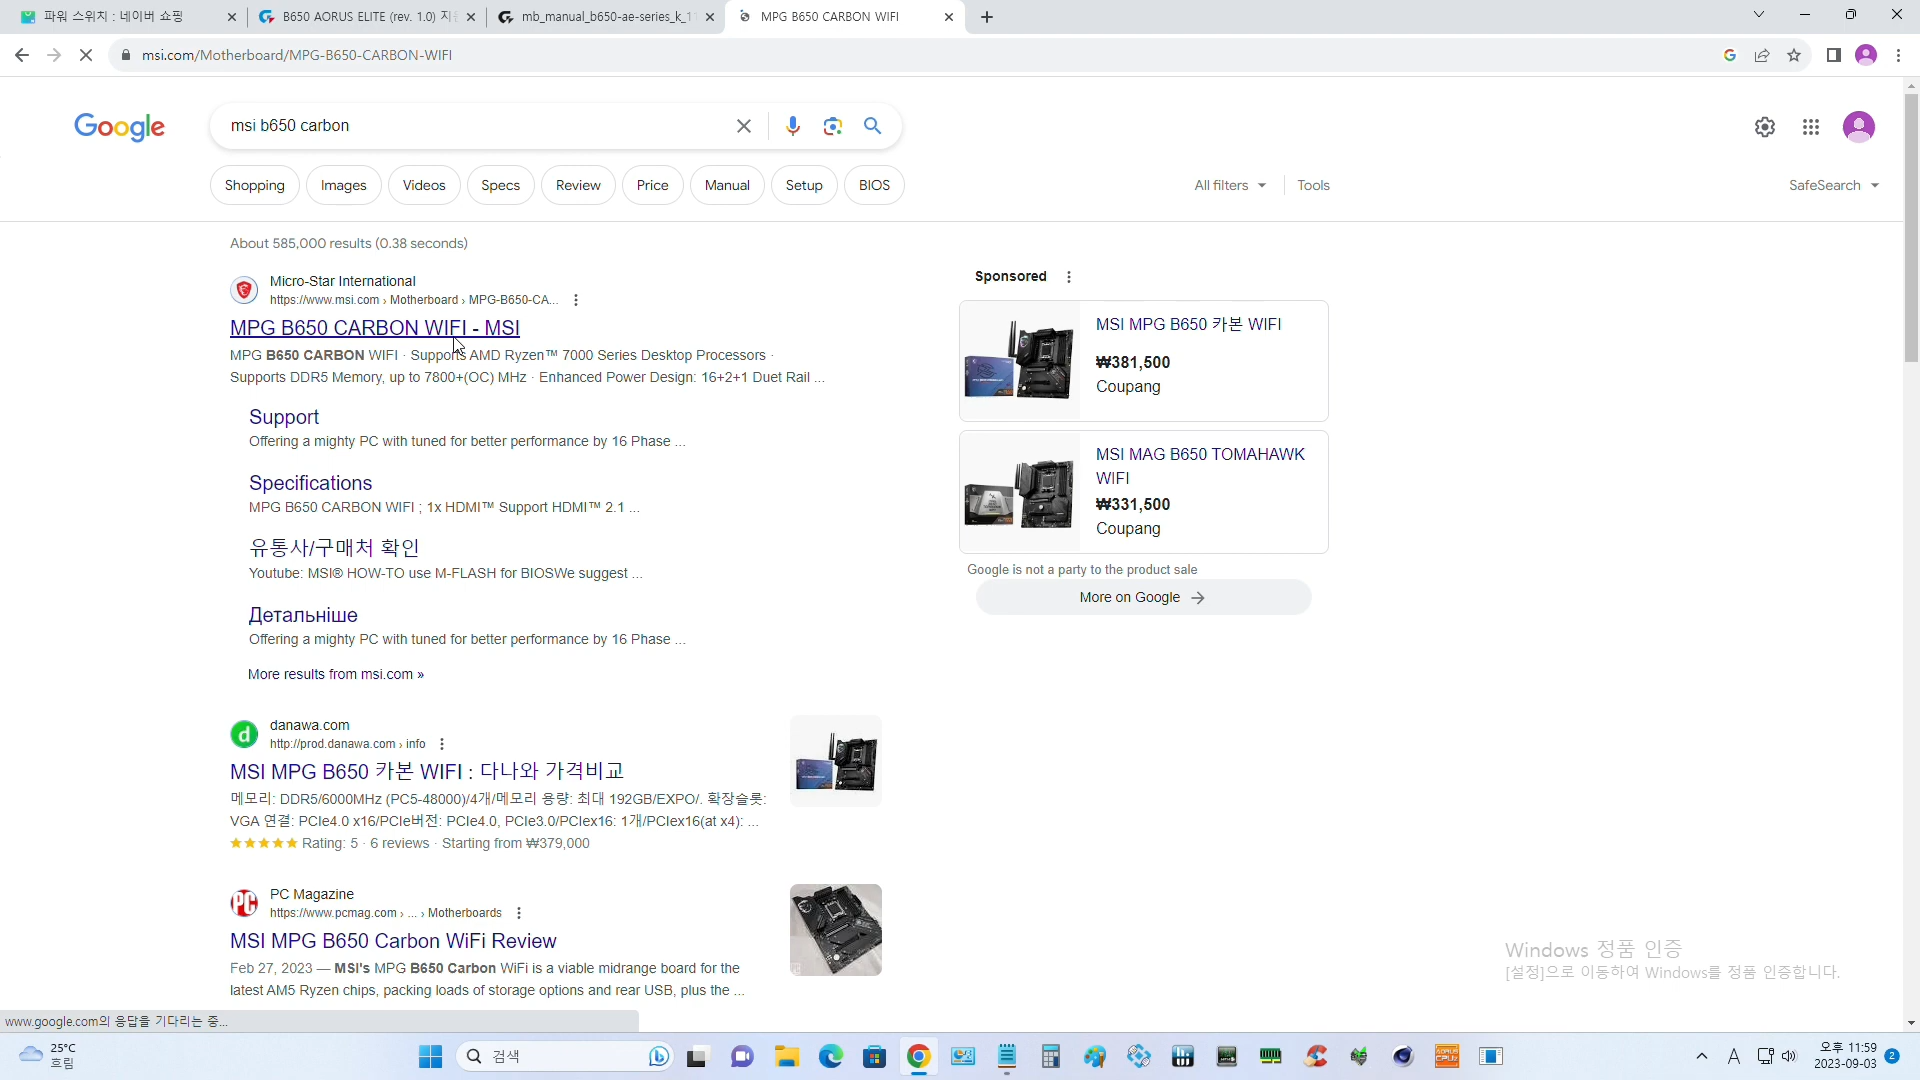 파워 스위치 : 네이버 쇼핑
B650 AORUS ELITE (rev. 1.0) 지
mb_manual_b650-ae-series_k_1
MPG B650 CARBON WIFI
msi.com/Motherboard/MPG-B650-CARBON-WIFI
Google
msi b650 carbon
Shopping
Images
Videos
Specs
Review
Price
Manual
Setup
BIOS
All filters
Tools
SafeSearch
About 585,000 results (0.38 seconds)
Micro-Star International
https://www.msi.com › Motherboard › MPG-B650-CA...
MPG B650 CARBON WIFI - MSI
MPG B650 CARBON WIFI · Supports AMD Ryzen™ 7000 Series Desktop Processors ·
Supports DDR5 Memory, up to 7800+(OC) MHz · Enhanced Power Design: 16+2+1 Duet Rail ...
Support
Offering a mighty PC with tuned for better performance by 16 Phase ...
Specifications
MPG B650 CARBON WIFI ; 1x HDMI™ Support HDMI™ 2.1 ...
유통사/구매처 확인
Youtube: MSI® HOW-TO use M-FLASH for BIOSWe suggest ...
Детальніше
Offering a mighty PC with tuned for better performance by 16 Phase ...
More results from msi.com »
danawa.com
http://prod.danawa.com › info
MSI MPG B650 카본 WIFI : 다나와 가격비교
메모리: DDR5/6000MHz (PC5-48000)/4개/메모리 용량: 최대 192GB/EXPO/. 확장슬롯:
VGA 연결: PCIe4.0 x16/PCIe버전: PCIe4.0, PCIe3.0/PCIex16: 1개/PCIex16(at x4): ...
Rating: 5 · 6 reviews · Starting from ₩379,000
PC Magazine
https://www.pcmag.com › ... › Motherboards
MSI MPG B650 Carbon WiFi Review
Feb 27, 2023 — MSI's MPG B650 Carbon WiFi is a viable midrange board for the
latest AM5 Ryzen chips, packing loads of storage options and rear USB, plus the ...
Sponsored
MSI MPG B650 카본 WIFI
₩381,500
Coupang
MSI MAG B650 TOMAHAWK
WIFI
₩331,500
Coupang
Google is not a party to the product sale
More on Google
Windows 정품 인증
[설정]으로 이동하여 Windows를 정품 인증합니다.
www.google.com의 응답을 기다리는 중...
25°C
흐림
검색
A
오후 11:59
2023-09-03
2